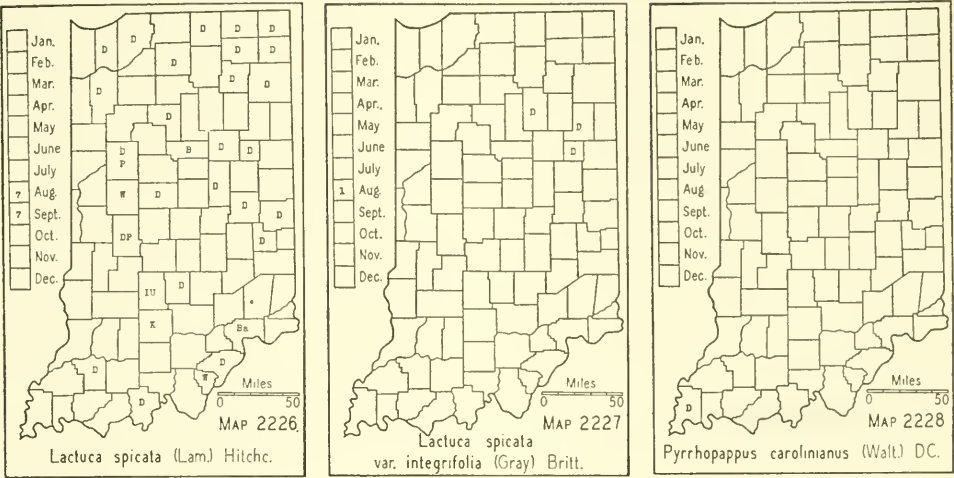 Jan.
Feb.
Mar.
Apr.
May
June
July
7 Aug.
7 Sept.
Oct.
Nov.
Dec.
D D D D D
D D D
D D D
D
D B D D
P
W D D
D D
DP D
IU D
K Ba
D D
W
D
Miles
0 50
MAP 2226
Lactuca spicata (Lam.) Hitchc.
Jan.
Feb.
Mar.
Apr.
May
June
July
1 Aug.
Sept.
Oct.
Nov.
Dec.
D
D
D
Miles
0 50
MAP 2227
Lactuca spicata
var. integrifolia (Gray) Britt.
Jan.
Feb.
Mar.
Apr.
May
June
July
Aug
Sept.
Oct.
Nov.
Dec.
D
Miles
0 50
MAP 2228
Pyrrhopappus carolinianus (Walt.) DC.